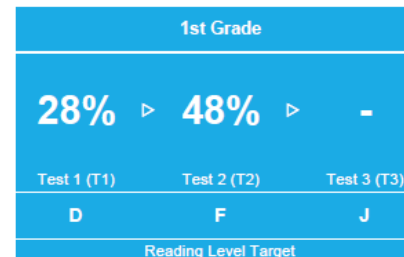 1st Grade
28% ▷ 48% ▷ -
Test 1 (T1) Test 2 (T2) Test 3 (T3)
D F J
Reading Level Target